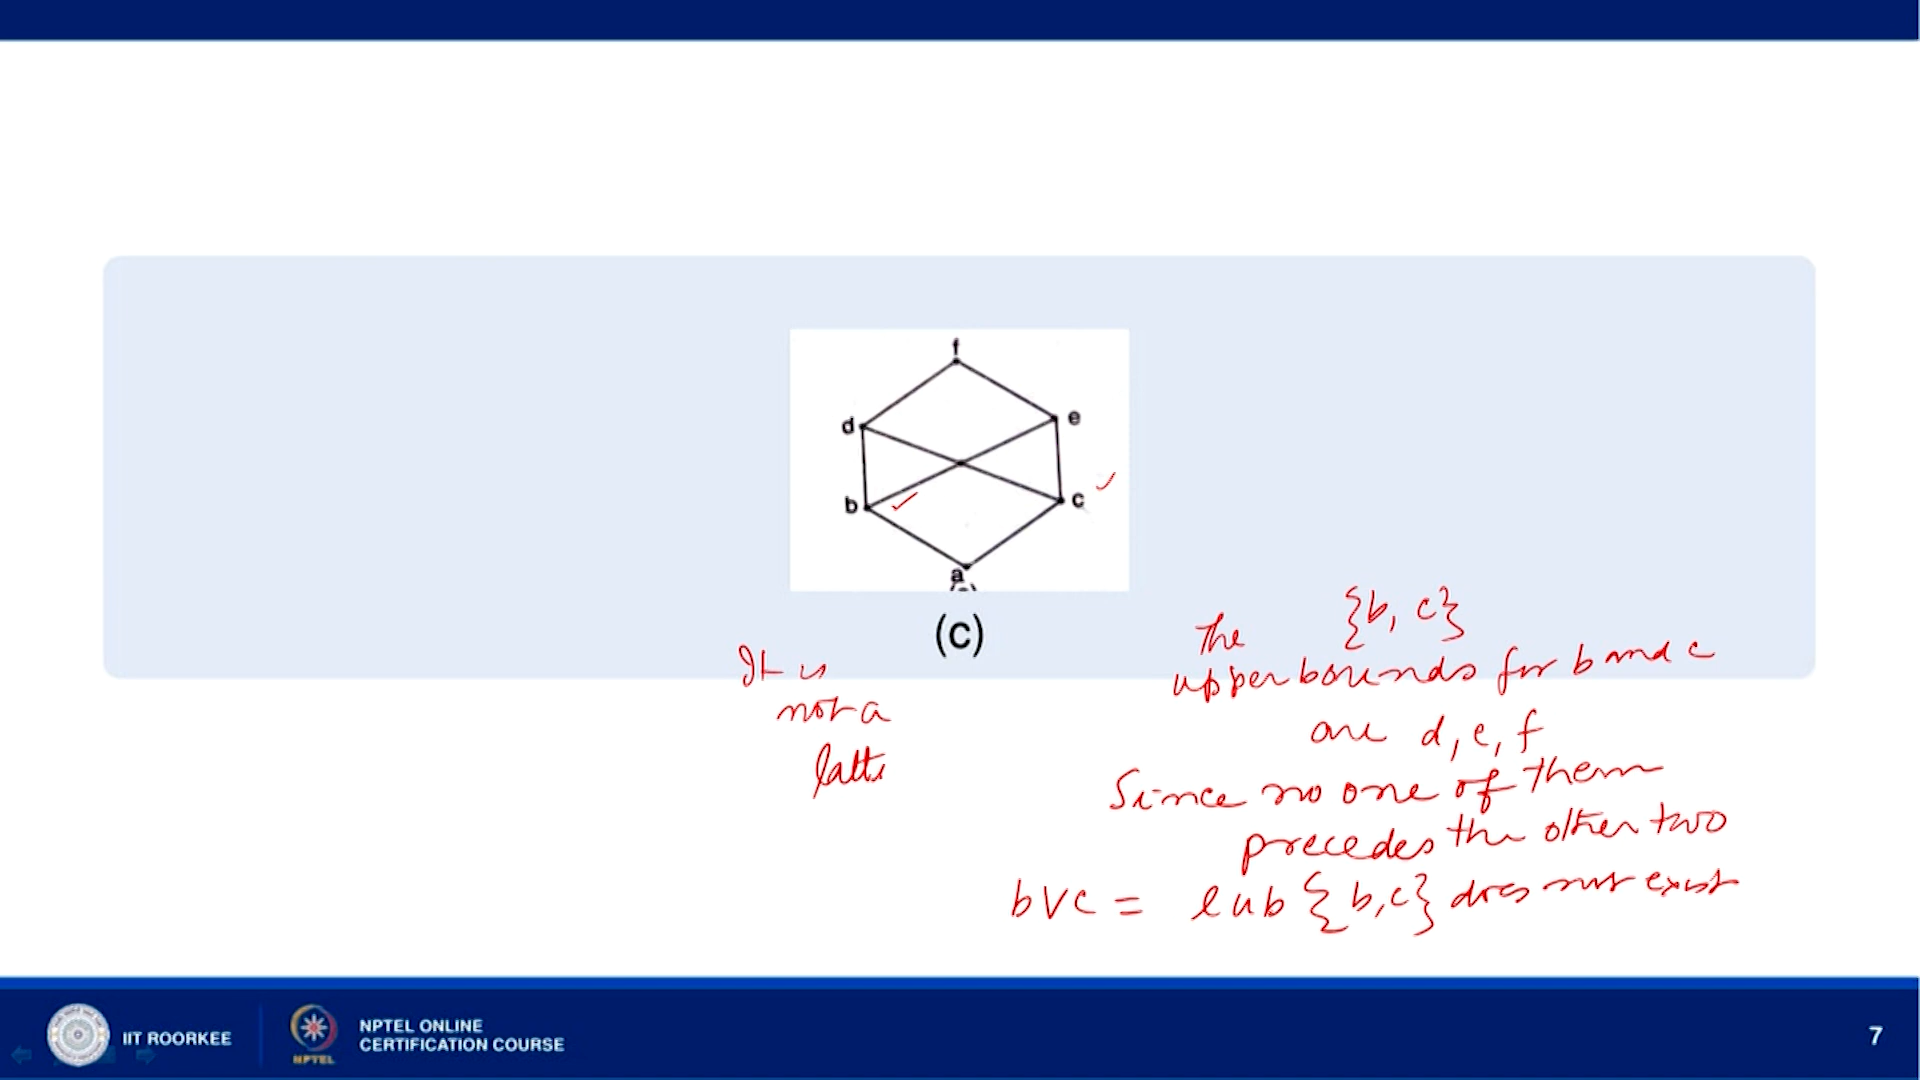 f
d
e
b
c
a
(c)
{b, c}
The
upper bounds for b and c
are d, e, f
Since no one of them
precedes the other two
b∨c = lub {b,c} does not exist
It is
not a
latti
IIT ROORKEE
NPTEL
NPTEL ONLINE
CERTIFICATION COURSE
7